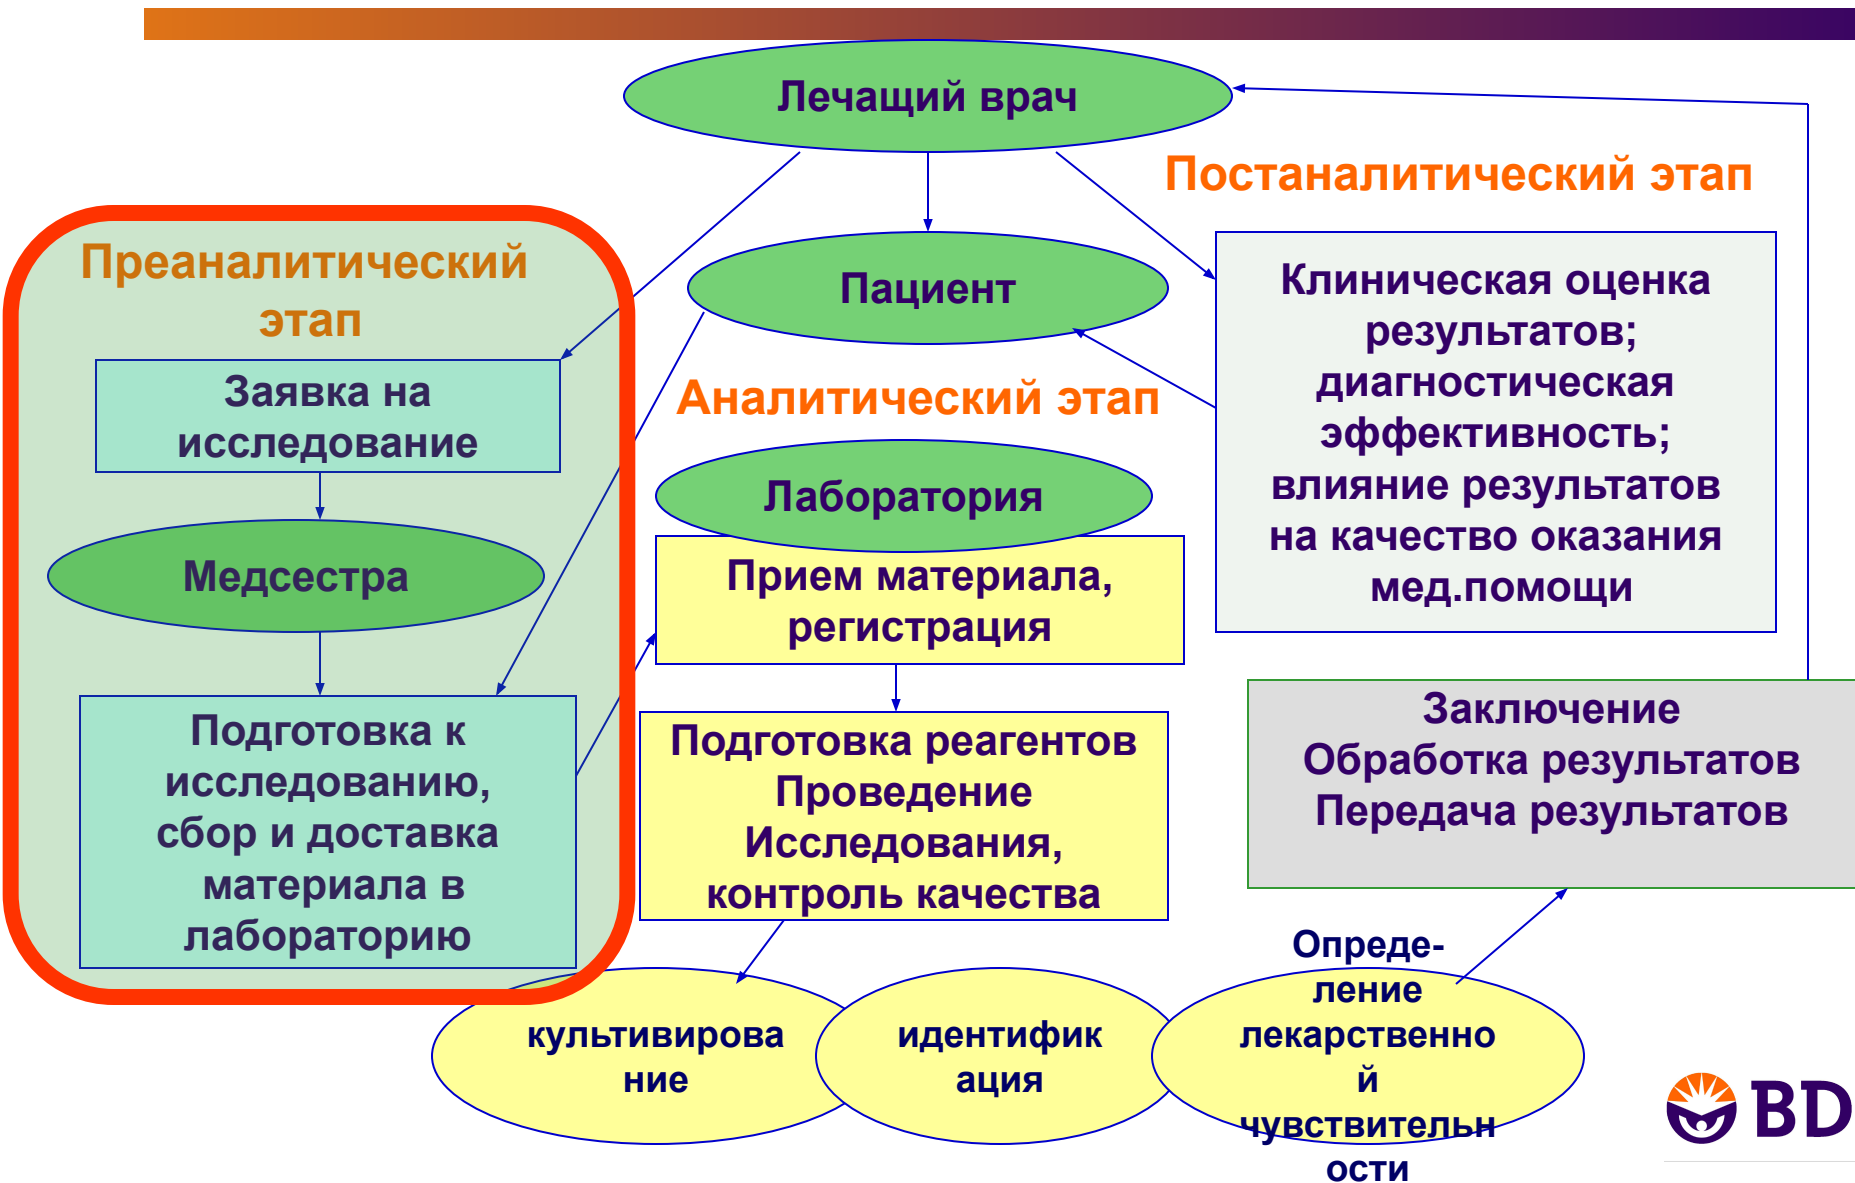 Лечащий врач
Постаналитический этап
Преаналитический
этап
Пациент
Клиническая оценка
результатов;
диагностическая
эффективность;
влияние результатов
на качество оказания
мед.помощи
Заявка на
исследование
Аналитический этап
Лаборатория
Медсестра
Прием материала,
регистрация
Подготовка к
исследованию,
сбор и доставка
материала в
лабораторию
Подготовка реагентов
Проведение
Исследования,
контроль качества
Заключение
Обработка результатов
Передача результатов
культивирова
ние
идентифик
ация
Опреде-
ление
лекарственно
й
чувствительн
ости
BD